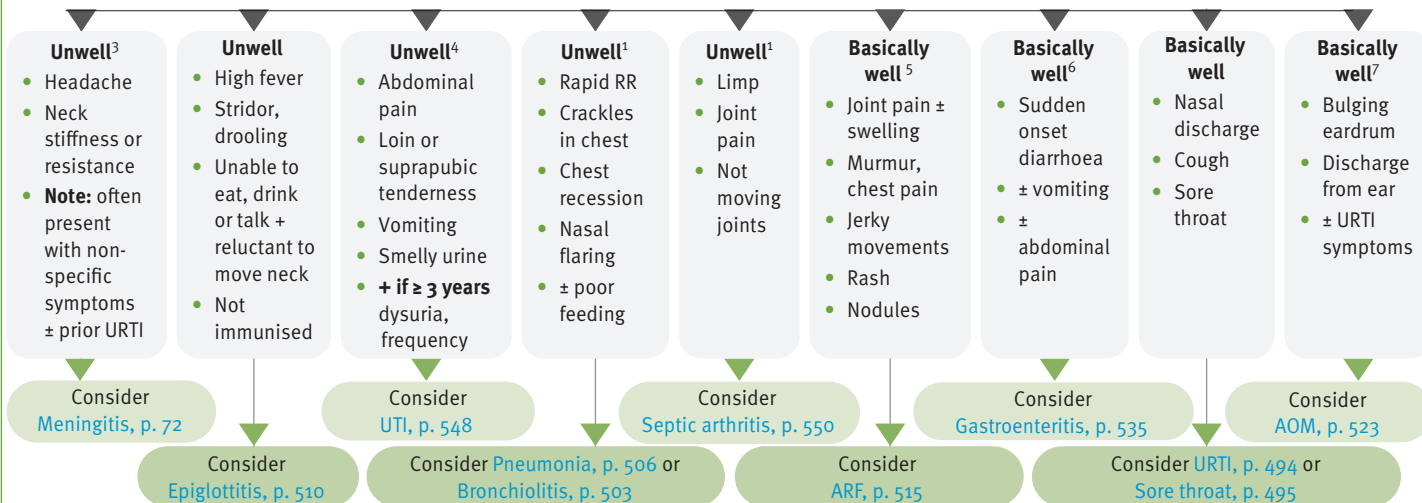 Unwell³
• Headache
• Neck
stiffness or
resistance
• Note: often
present
with non-
specific
symptoms
± prior URTI
Unwell
• High fever
• Stridor,
drooling
• Unable to
eat, drink
or talk +
reluctant to
move neck
• Not
immunised
Unwell⁴
• Abdominal
pain
• Loin or
suprapubic
tenderness
• Vomiting
• Smelly urine
• + if ≥ 3 years
dysuria,
frequency
Unwell¹
• Rapid RR
• Crackles
in chest
• Chest
recession
• Nasal
flaring
• ± poor
feeding
Unwell¹
• Limp
• Joint
pain
• Not
moving
joints
Basically
well ⁵
• Joint pain ±
swelling
• Murmur,
chest pain
• Jerky
movements
• Rash
• Nodules
Basically
well⁶
• Sudden
onset
diarrhoea
• ± vomiting
• ±
abdominal
pain
Basically
well
• Nasal
discharge
• Cough
• Sore
throat
Basically
well⁷
• Bulging
eardrum
• Discharge
from ear
• ± URTI
symptoms
Consider
Meningitis, p. 72
Consider
Epiglottitis, p. 510
Consider
UTI, p. 548
Consider Pneumonia, p. 506 or
Bronchiolitis, p. 503
Consider
Septic arthritis, p. 550
Consider
ARF, p. 515
Consider
Gastroenteritis, p. 535
Consider URTI, p. 494 or
Sore throat, p. 495
Consider
AOM, p. 523